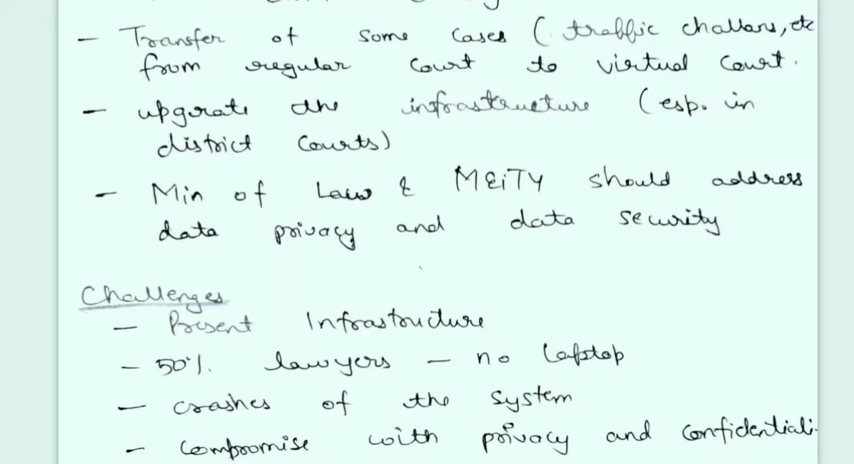 - Transfer of some cases ( traffic challans, etc
from regular court to virtual court.
- upgrate the infrastructure (esp. in
district courts)
- Min of Law & MEITY should address
data privacy and data security
Challenges
- Present Infrastructure
- 50% lawyers - no laptop
- crashes of the system
- compromise with privacy and confidentiali